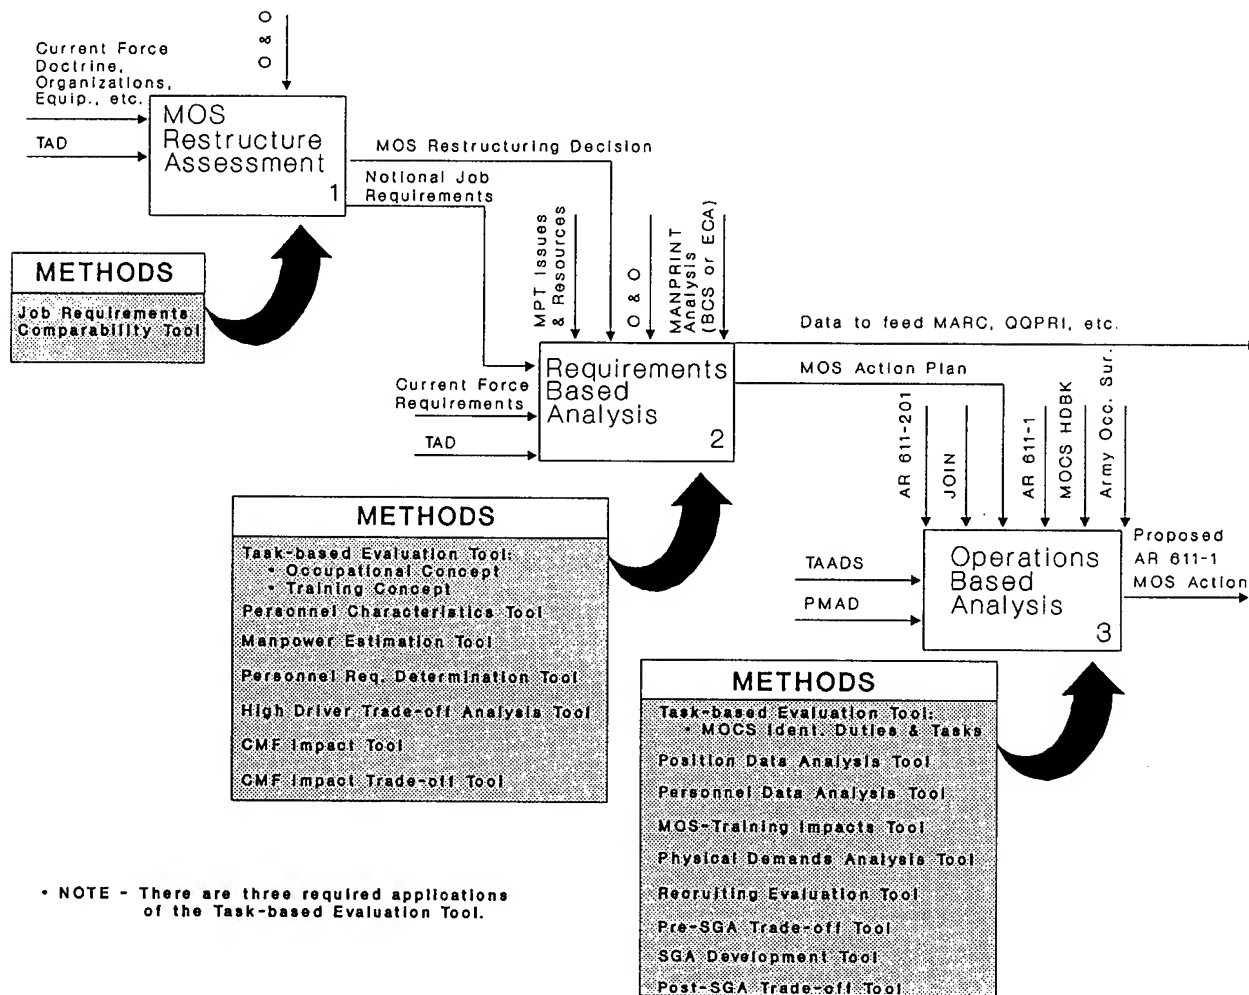 O & O
Current Force
Doctrine,
Organizations,
Equip., etc.
TAD
MOS
Restructure
Assessment
1
MOS Restructuring Decision
Notional Job
Requirements
METHODS
Job Requirements
Comparability Tool
MPT Issues
& Resources
O & O
MANPRINT
Analysis
(BCS or ECA)
Data to feed MARC, QQPRI, etc.
MOS Action Plan
Requirements
Based
Analysis
2
Current Force
Requirements
TAD
METHODS
Task-based Evaluation Tool:
• Occupational Concept
• Training Concept
Personnel Characteristics Tool
Manpower Estimation Tool
Personnel Req. Determination Tool
High Driver Trade-off Analysis Tool
CMF Impact Tool
CMF Impact Trade-off Tool
AR 611-201
JOIN
AR 611-1
MOCS HDBK
Army Occ. Sur.
TAADS
PMAD
Operations
Based
Analysis
3
Proposed
AR 611-1
MOS Action
METHODS
Task-based Evaluation Tool:
• MOCS Ident. Duties & Tasks
Position Data Analysis Tool
Personnel Data Analysis Tool
MOS-Training Impacts Tool
Physical Demands Analysis Tool
Recruiting Evaluation Tool
Pre-SGA Trade-off Tool
SGA Development Tool
Post-SGA Trade-off Tool
• NOTE - There are three required applications
of the Task-based Evaluation Tool.